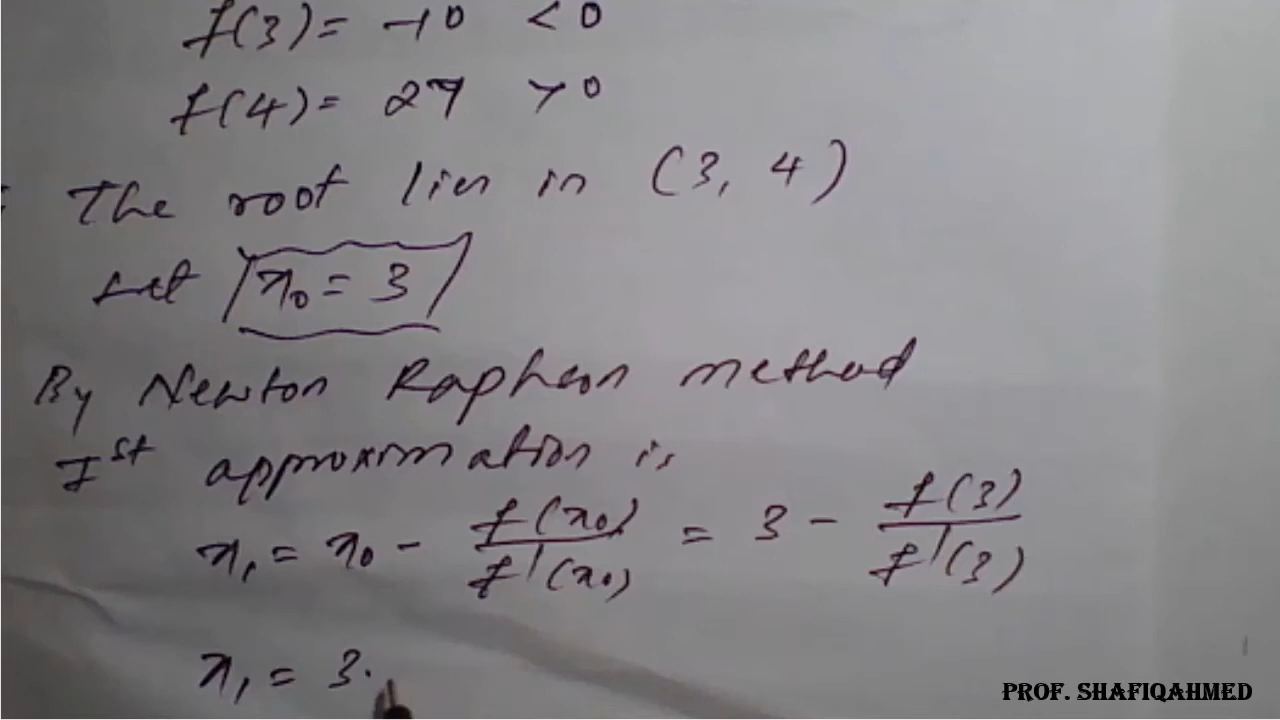 f(3) = -10 < 0
f(4) = 27 > 0
The root lies in (3, 4)
Let x₀ = 3
By Newton Raphson method
Iˢᵗ approximation is
x₁ = x₀ - f(x₀)/f'(x₀) = 3 - f(3)/f'(3)
x₁ = 3.
PROF. SHAFIQAHMED